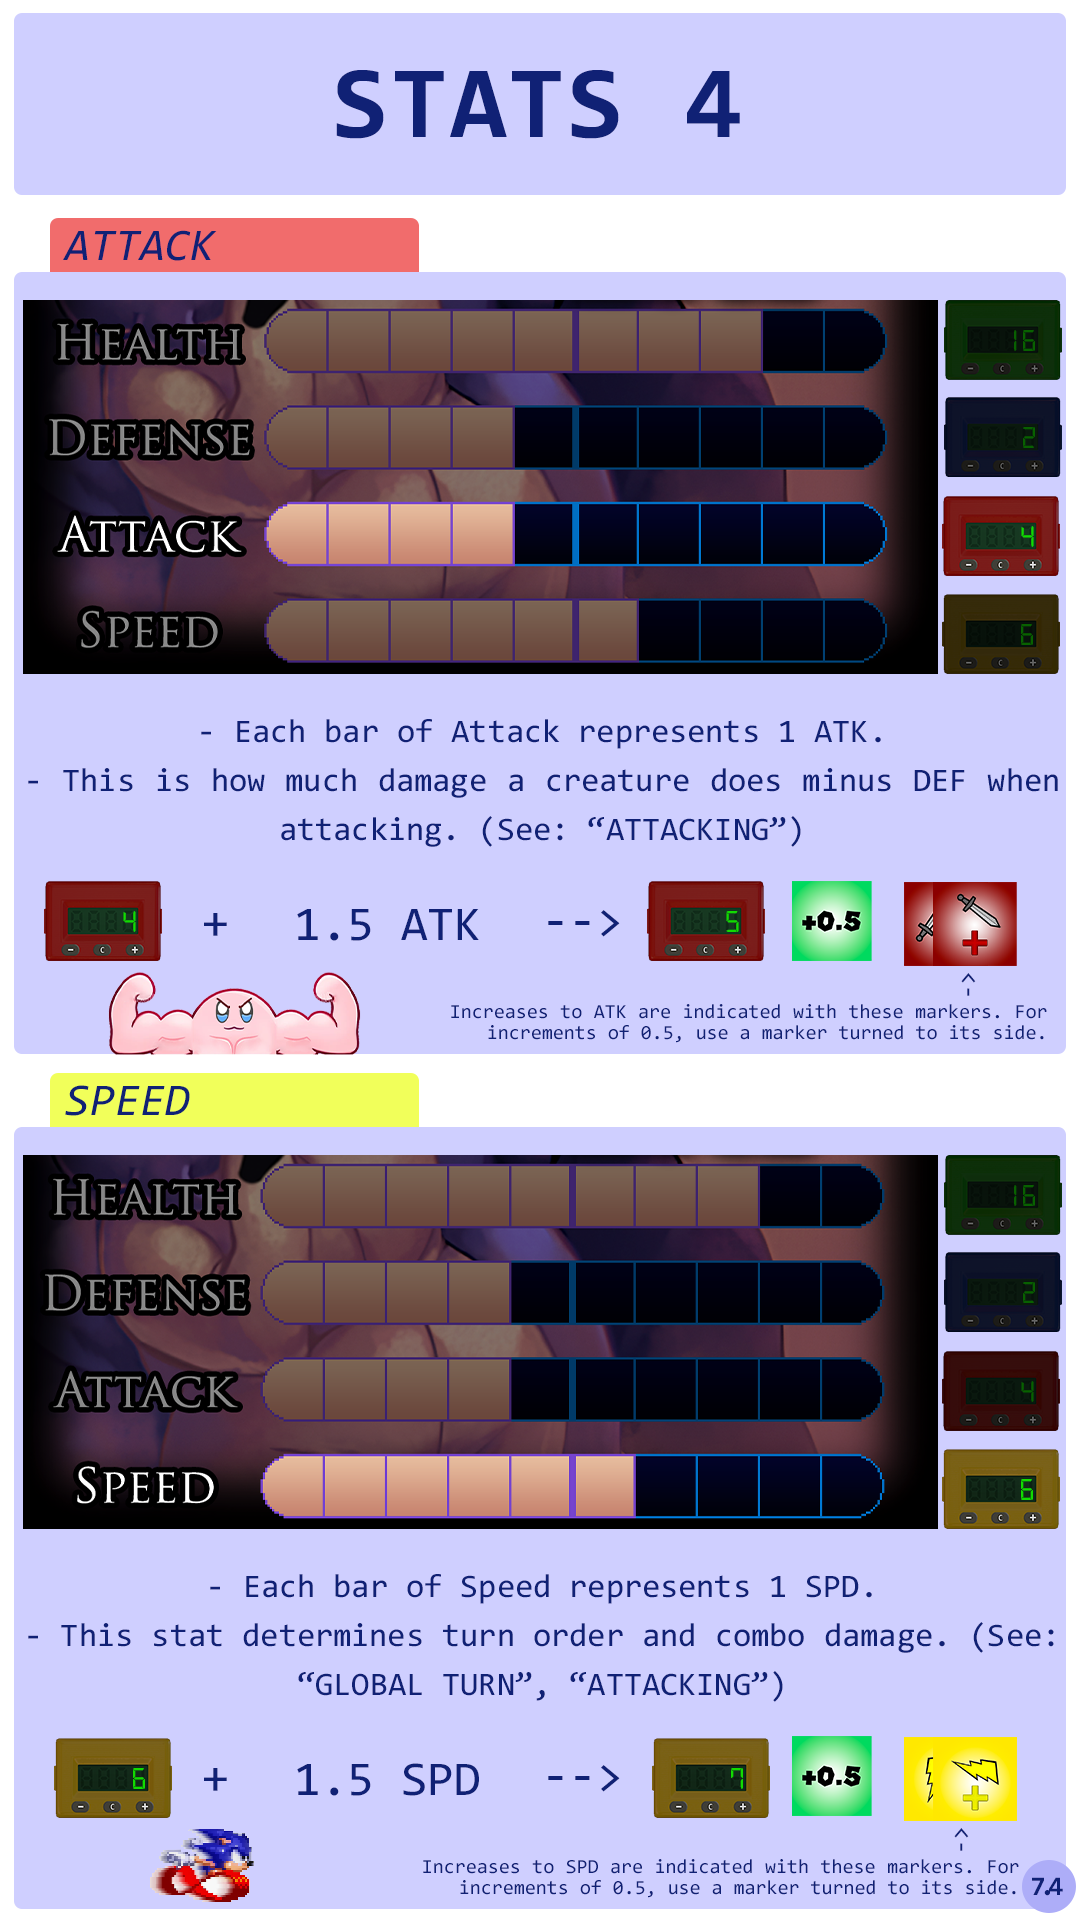 STATS 4
ATTACK
HEALTH
16
- C +
DEFENSE
2
- C +
ATTACK
4
- C +
SPEED
6
- C +
- Each bar of Attack represents 1 ATK.
- This is how much damage a creature does minus DEF when
attacking. (See: “ATTACKING”)
4 + 1.5 ATK --> 5 +0.5
- C +
- C +
Increases to ATK are indicated with these markers. For
increments of 0.5, use a marker turned to its side.
SPEED
HEALTH
16
- C +
DEFENSE
2
- C +
ATTACK
4
- C +
SPEED
6
- C +
- Each bar of Speed represents 1 SPD.
- This stat determines turn order and combo damage. (See:
“GLOBAL TURN”, “ATTACKING”)
6 + 1.5 SPD --> 7 +0.5
- C +
- C +
Increases to SPD are indicated with these markers. For
increments of 0.5, use a marker turned to its side.
7.4